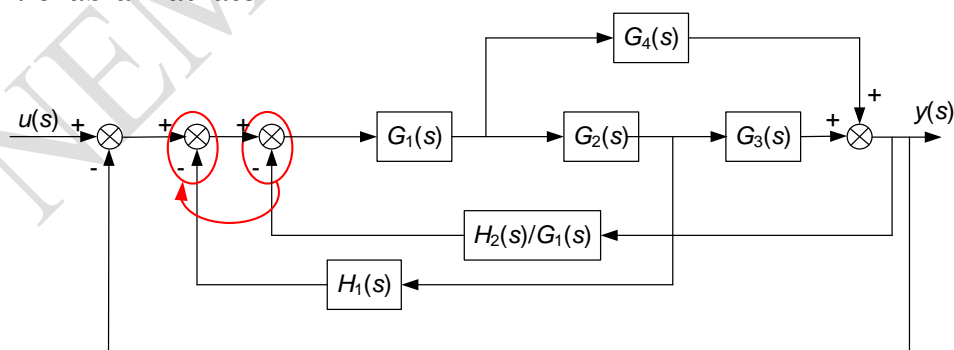 G4(s)
+
u(s) + + + G1(s) G2(s) G3(s) + y(s)
- - -
H2(s)/G1(s)
H1(s)